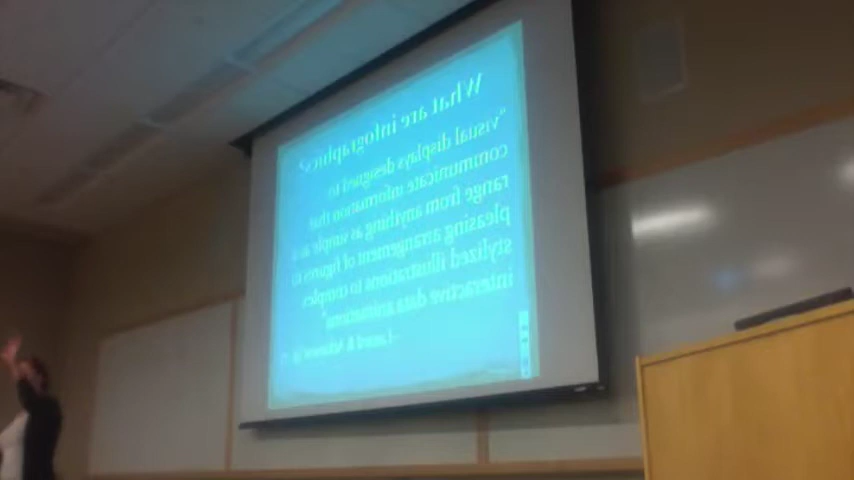 What are infographics?
"visual displays designed to
communicate information that
range from anything as simple as a
pleasing arrangement of figures to
stylized illustrations to complex
interactive data animations"